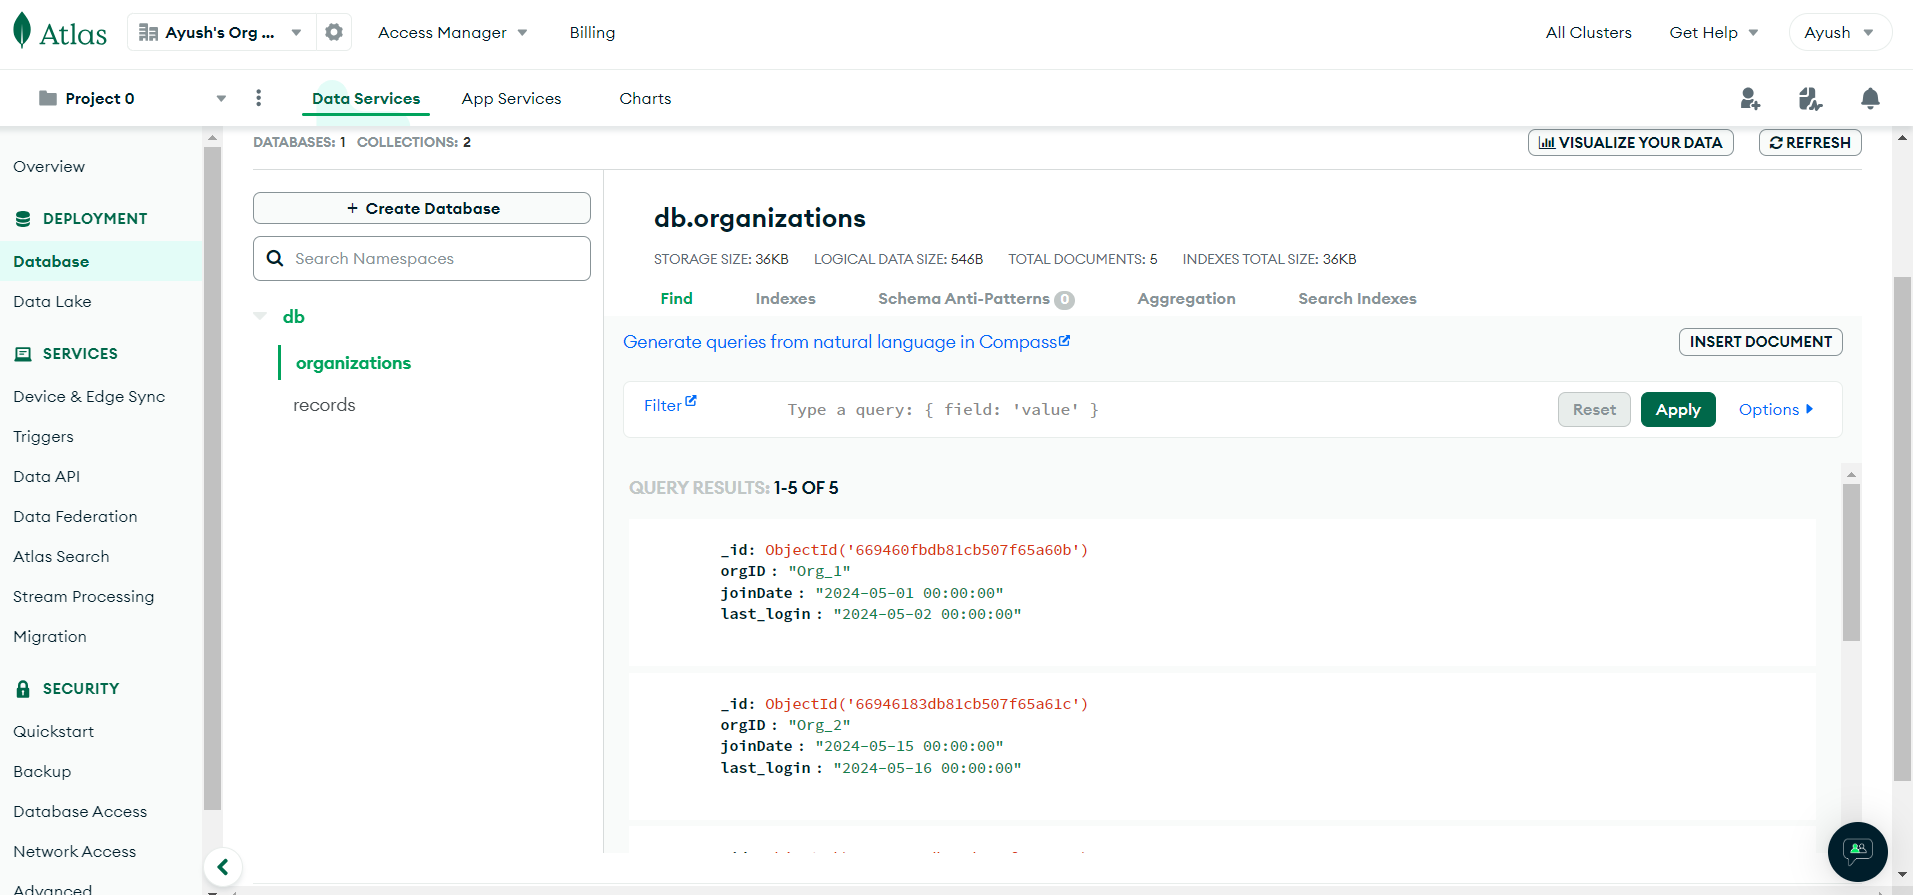 Atlas
Ayush's Org ...
Access Manager
Billing
All Clusters
Get Help
Ayush
Project 0
Data Services
App Services
Charts
Overview
DEPLOYMENT
Database
Data Lake
SERVICES
Device & Edge Sync
Triggers
Data API
Data Federation
Atlas Search
Stream Processing
Migration
SECURITY
Quickstart
Backup
Database Access
Network Access
Advanced
DATABASES: 1 COLLECTIONS: 2
VISUALIZE YOUR DATA
REFRESH
+ Create Database
Search Namespaces
db
organizations
records
db.organizations
STORAGE SIZE: 36KB LOGICAL DATA SIZE: 546B TOTAL DOCUMENTS: 5 INDEXES TOTAL SIZE: 36KB
Find Indexes Schema Anti-Patterns 0 Aggregation Search Indexes
Generate queries from natural language in Compass
INSERT DOCUMENT
Filter
Type a query: { field: 'value' }
Reset
Apply
Options
QUERY RESULTS: 1-5 OF 5
_id: ObjectId('669460fbdb81cb507f65a60b')
orgID : "Org_1"
joinDate : "2024-05-01 00:00:00"
last_login : "2024-05-02 00:00:00"
_id: ObjectId('66946183db81cb507f65a61c')
orgID : "Org_2"
joinDate : "2024-05-15 00:00:00"
last_login : "2024-05-16 00:00:00"